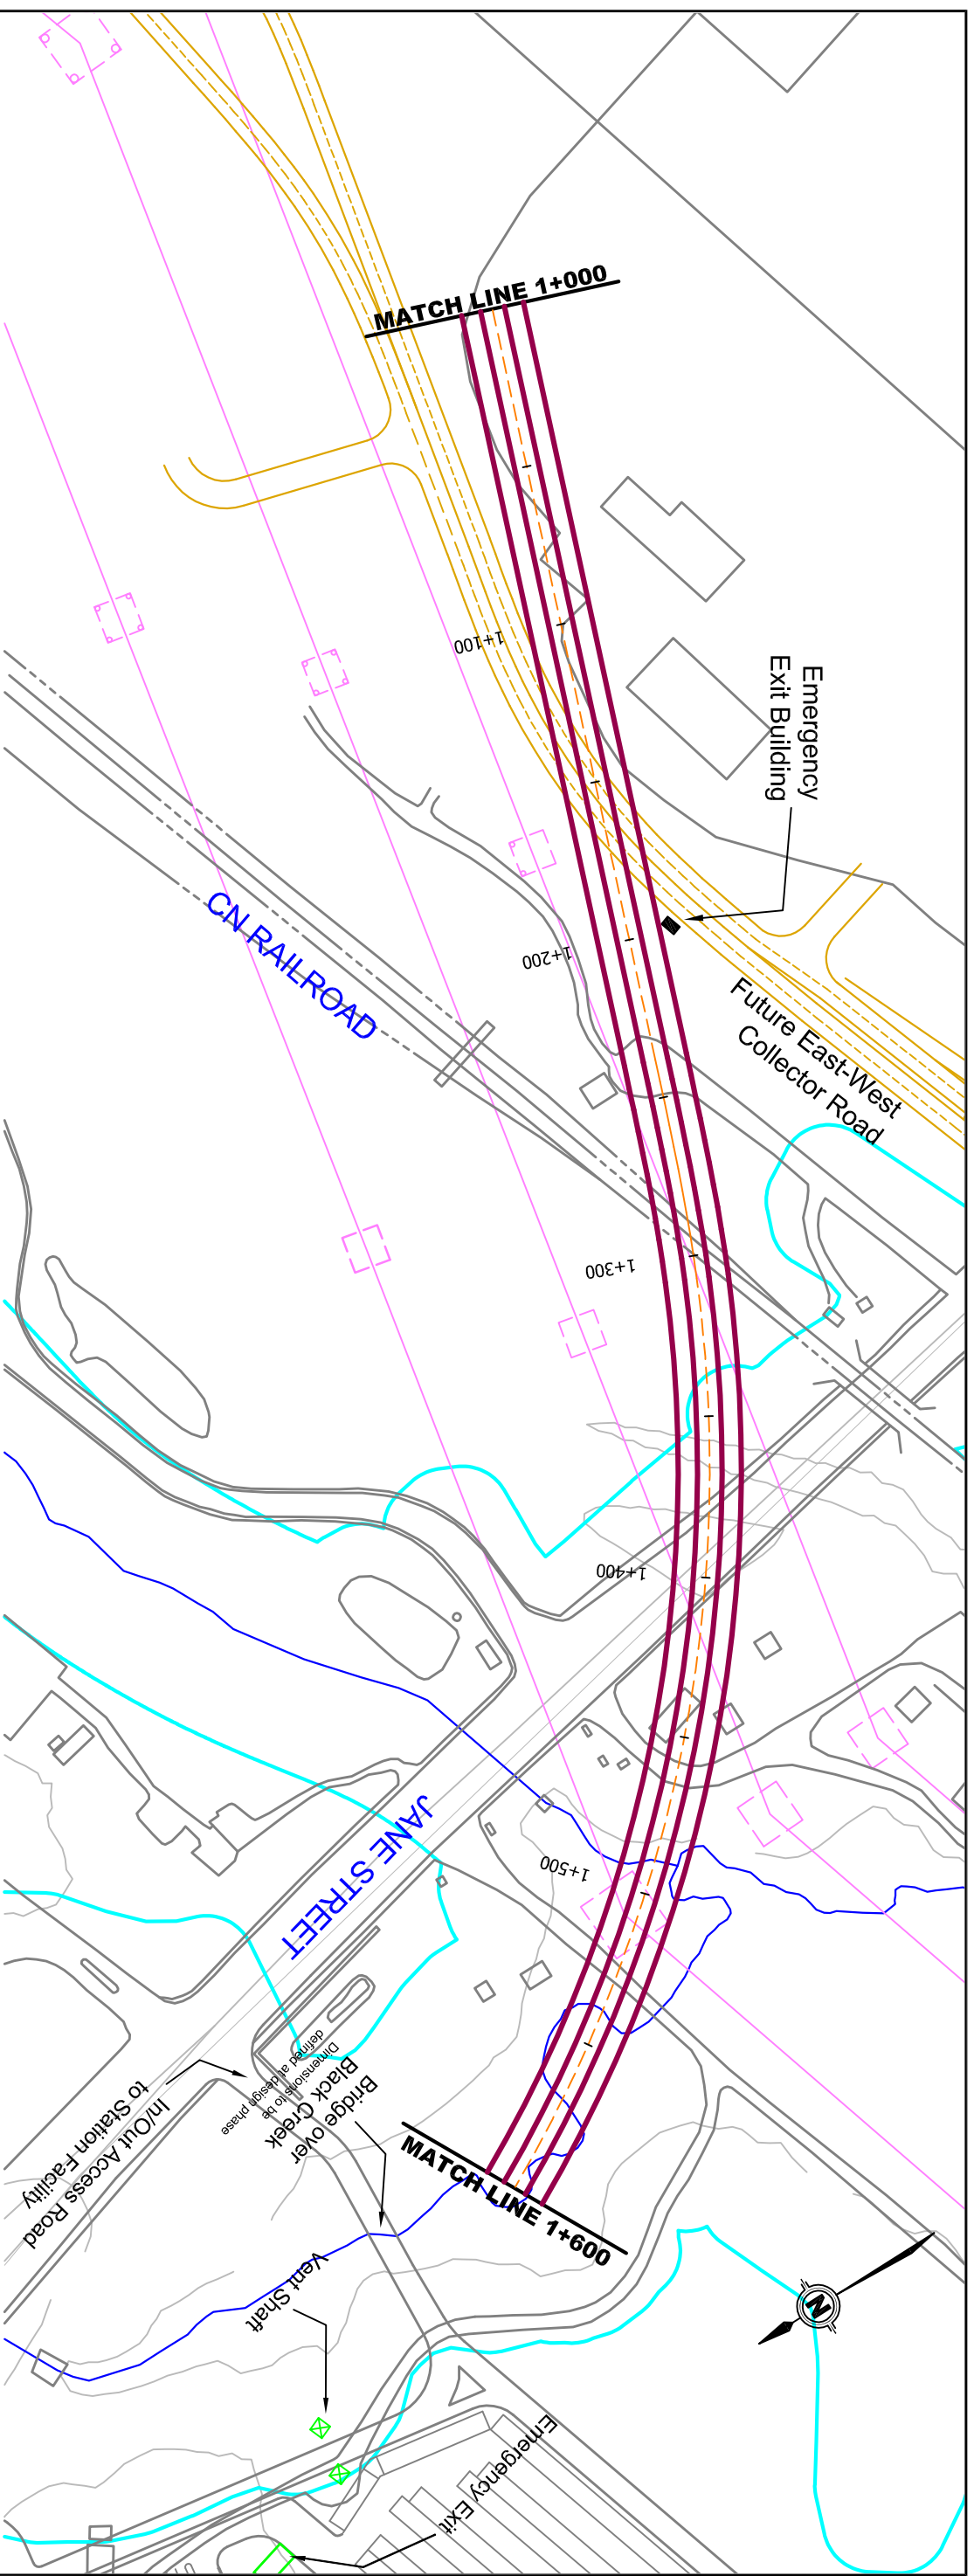 MATCH LINE 1+000
1+100
Emergency
Exit Building
CN RAILROAD
1+200
Future East-West
Collector Road
1+300
1+400
JANE STREET
1+500
Dimensions to be
defined at design phase
Bridge over
Black Creek
In/Out Access Road
to Station Facility
MATCH LINE 1+600
Vent Shaft
N
Emergency Exit